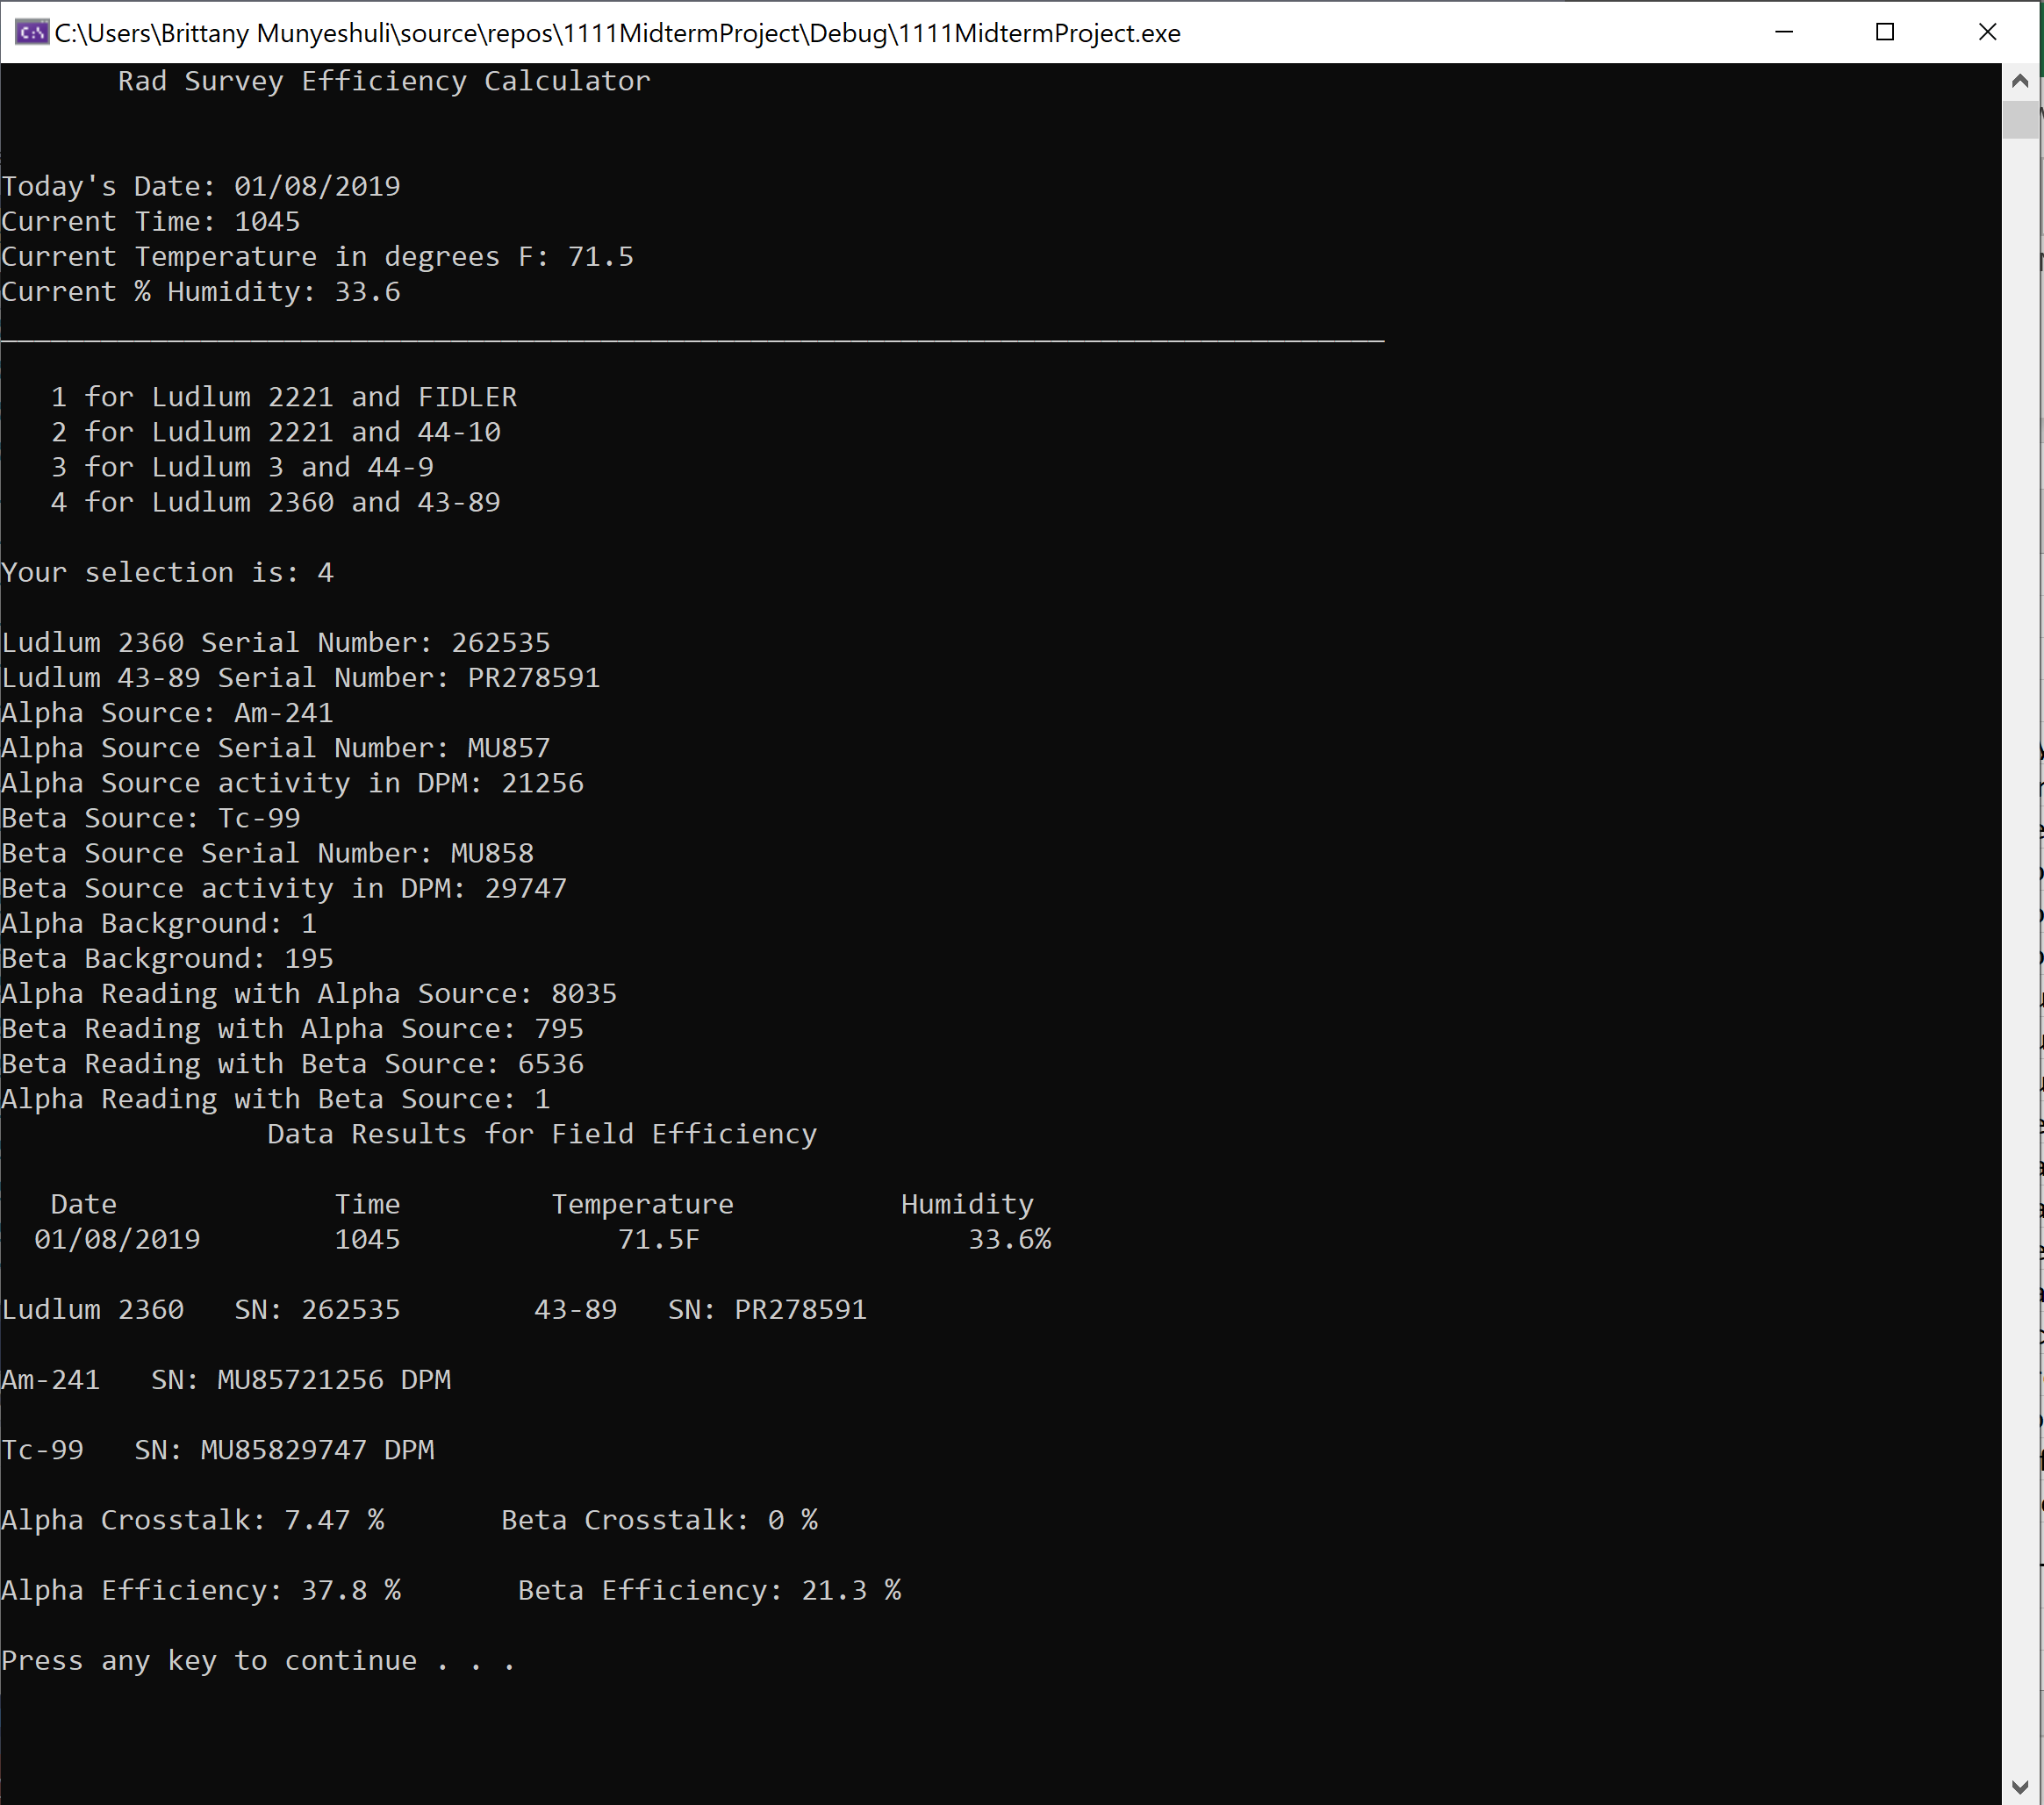 C:\Users\Brittany Munyeshuli\source\repos\1111MidtermProject\Debug\1111MidtermProject.exe
Rad Survey Efficiency Calculator
Today's Date: 01/08/2019
Current Time: 1045
Current Temperature in degrees F: 71.5
Current % Humidity: 33.6
___________________________________________________________________________________
1 for Ludlum 2221 and FIDLER
2 for Ludlum 2221 and 44-10
3 for Ludlum 3 and 44-9
4 for Ludlum 2360 and 43-89
Your selection is: 4
Ludlum 2360 Serial Number: 262535
Ludlum 43-89 Serial Number: PR278591
Alpha Source: Am-241
Alpha Source Serial Number: MU857
Alpha Source activity in DPM: 21256
Beta Source: Tc-99
Beta Source Serial Number: MU858
Beta Source activity in DPM: 29747
Alpha Background: 1
Beta Background: 195
Alpha Reading with Alpha Source: 8035
Beta Reading with Alpha Source: 795
Beta Reading with Beta Source: 6536
Alpha Reading with Beta Source: 1
Data Results for Field Efficiency
Date Time Temperature Humidity
01/08/2019 1045 71.5F 33.6%
Ludlum 2360 SN: 262535 43-89 SN: PR278591
Am-241 SN: MU85721256 DPM
Tc-99 SN: MU85829747 DPM
Alpha Crosstalk: 7.47 % Beta Crosstalk: 0 %
Alpha Efficiency: 37.8 % Beta Efficiency: 21.3 %
Press any key to continue . . .